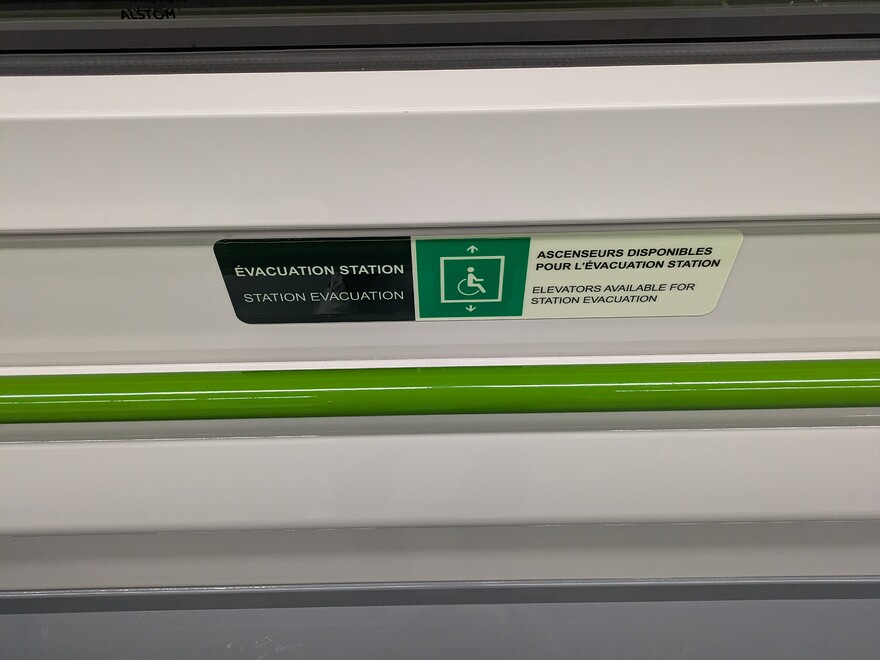 ALSTOM
ÉVACUATION STATION
STATION EVACUATION
ASCENSEURS DISPONIBLES
POUR L'ÉVACUATION STATION
ELEVATORS AVAILABLE FOR
STATION EVACUATION